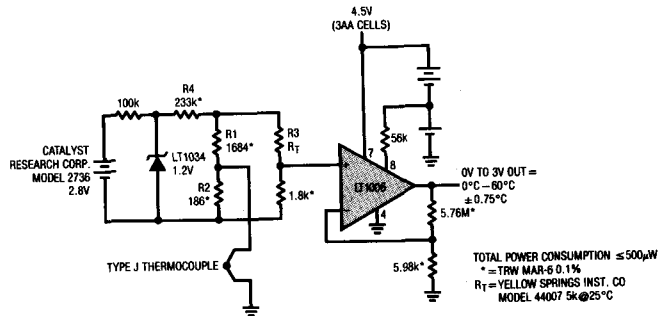 4.5V
(3AA CELLS)
R4
233k*
100k
R1
1684*
R3
RT
56k
7
8
CATALYST
RESEARCH CORP.
MODEL 2736
2.8V
LT1034
1.2V
R2
186*
1.8k*
+
LT1006
–
4
0V TO 3V OUT =
0°C – 60°C
± 0.75°C
5.76M*
TYPE J THERMOCOUPLE
5.98k*
TOTAL POWER CONSUMPTION ≤500µW
* = TRW MAR-6 0.1%
RT = YELLOW SPRINGS INST. CO
MODEL 44007 5k@25°C